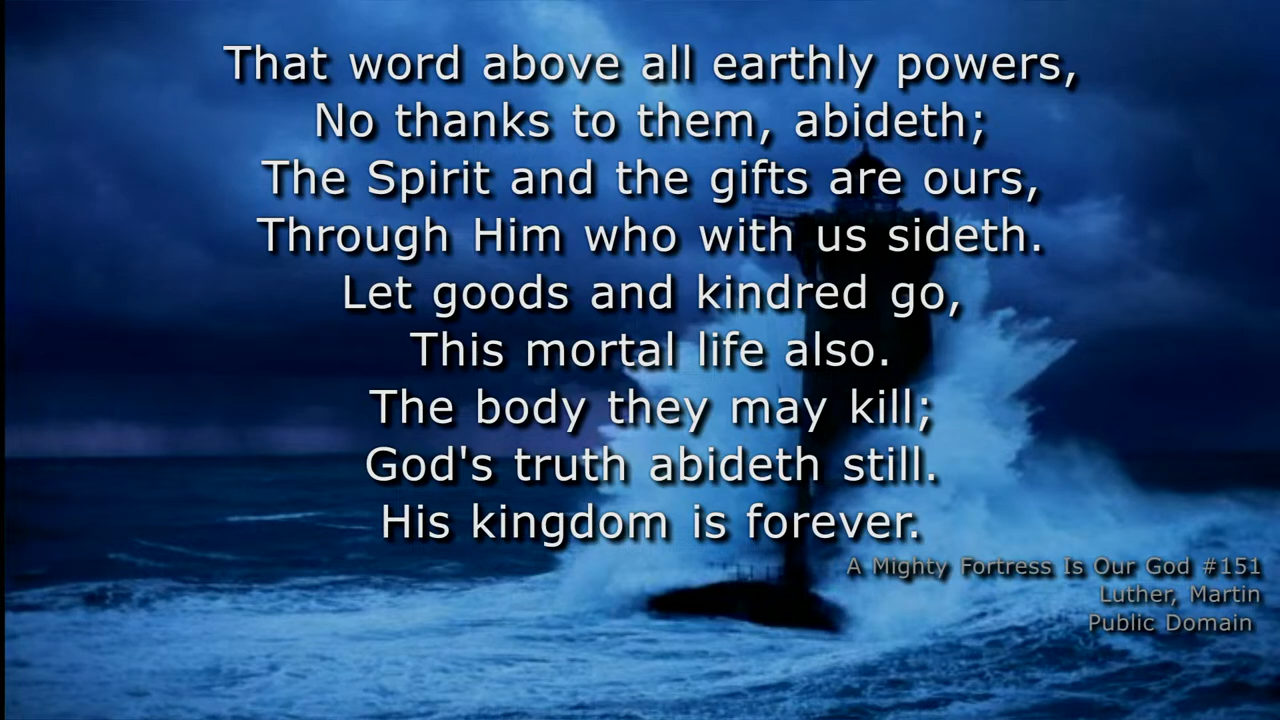 That word above all earthly powers,
No thanks to them, abideth;
The Spirit and the gifts are ours,
Through Him who with us sideth.
Let goods and kindred go,
This mortal life also.
The body they may kill;
God's truth abideth still.
His kingdom is forever.
A Mighty Fortress Is Our God #151
Luther, Martin
Public Domain